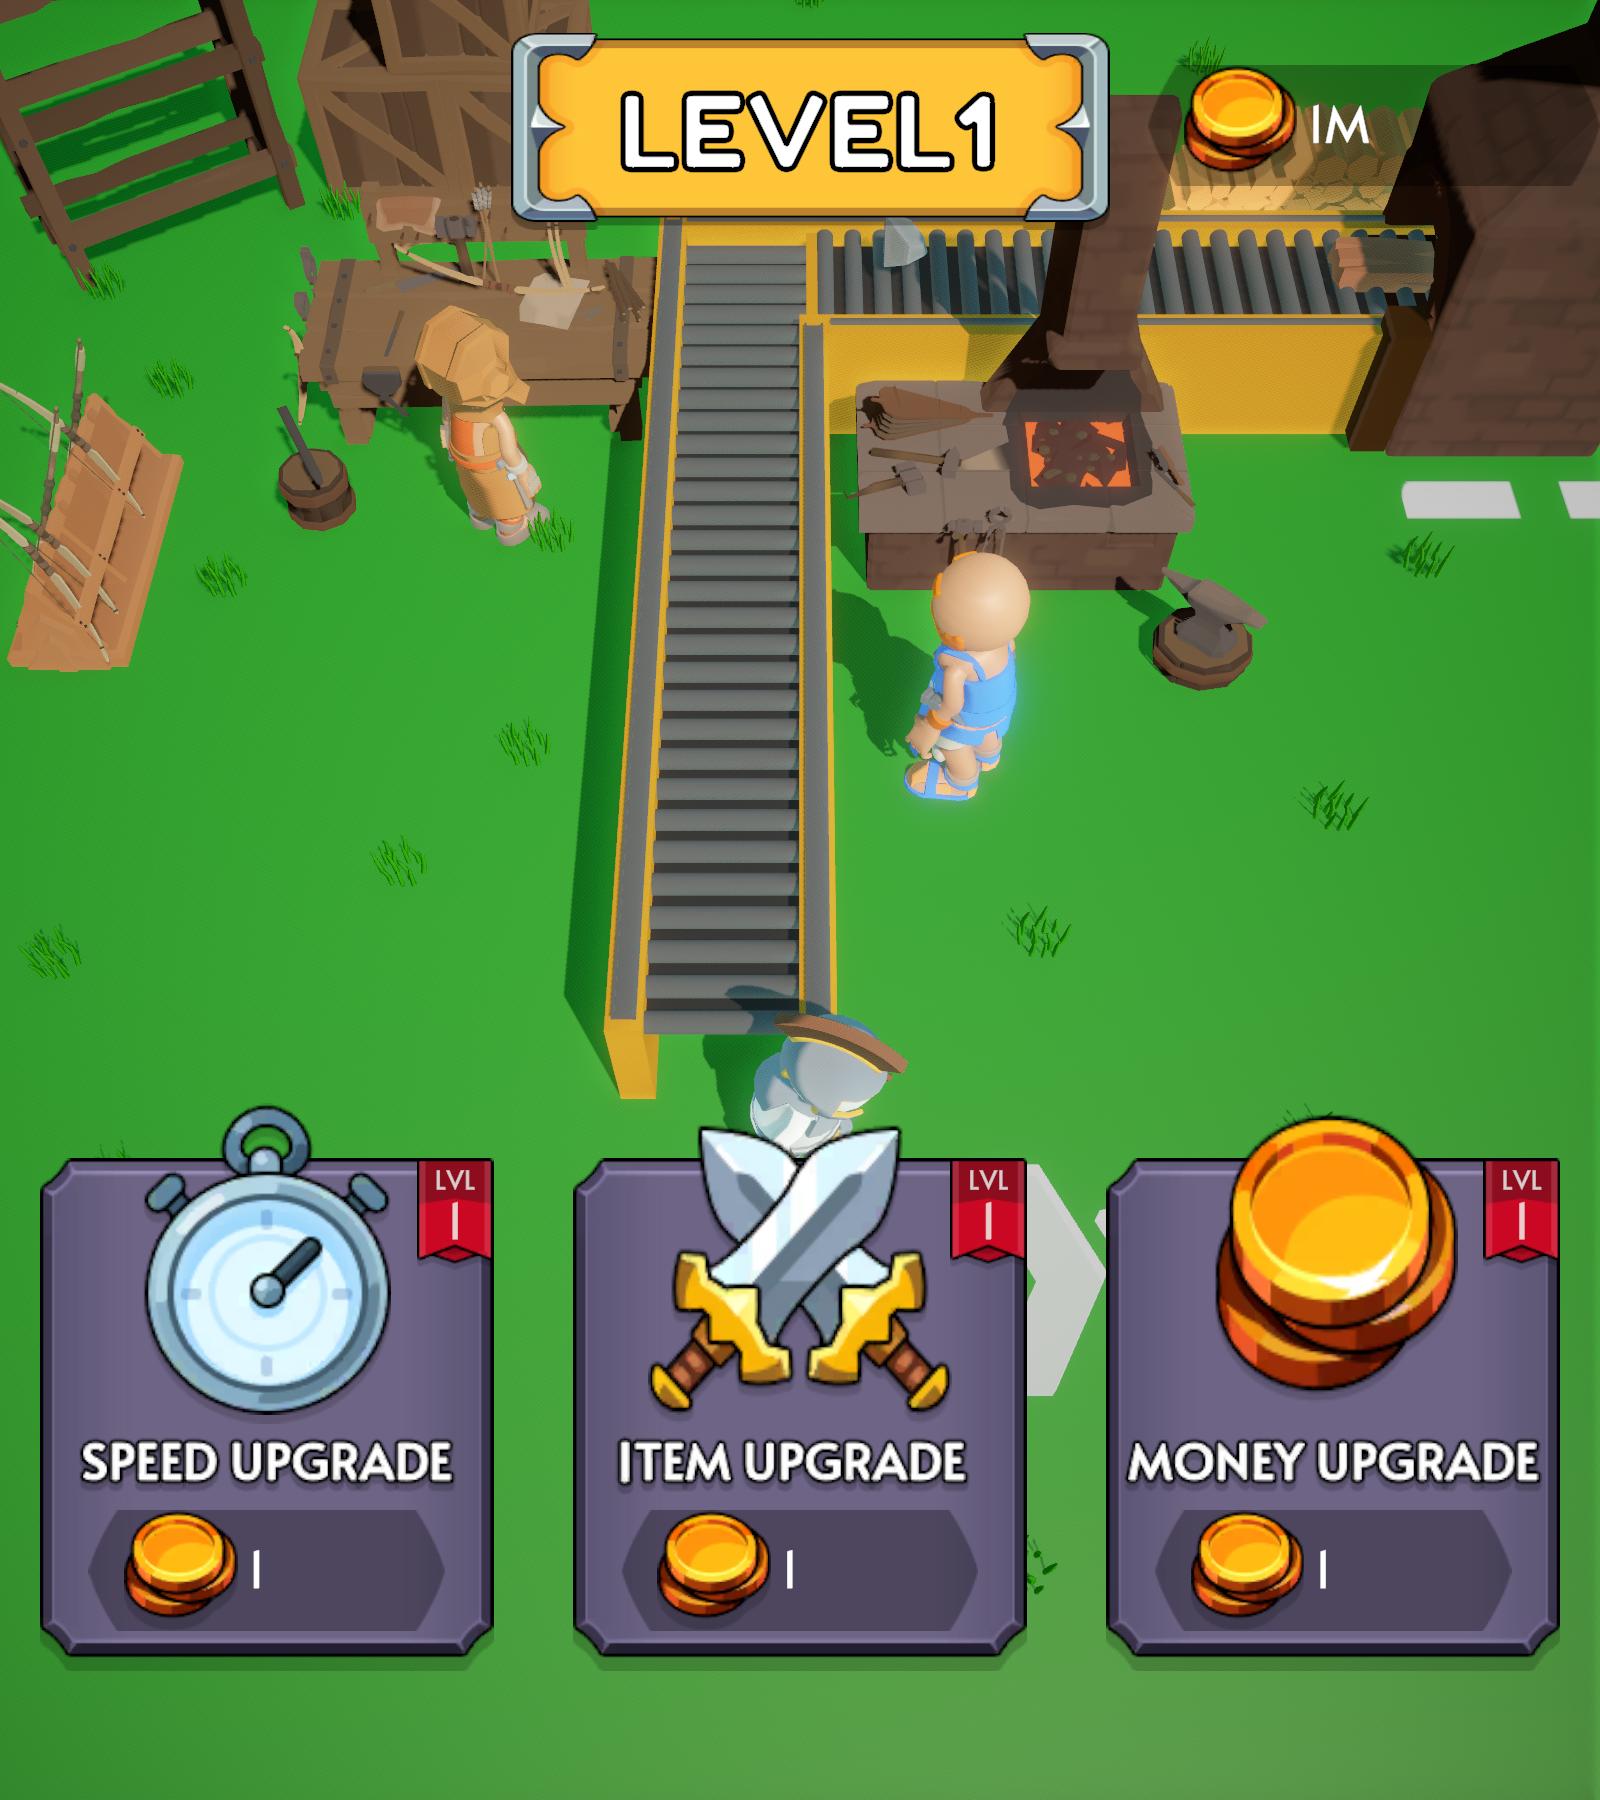 LEVEL1
1M
LVL
1
LVL
1
LVL
1
SPEED UPGRADE
ITEM UPGRADE
MONEY UPGRADE
1
1
1